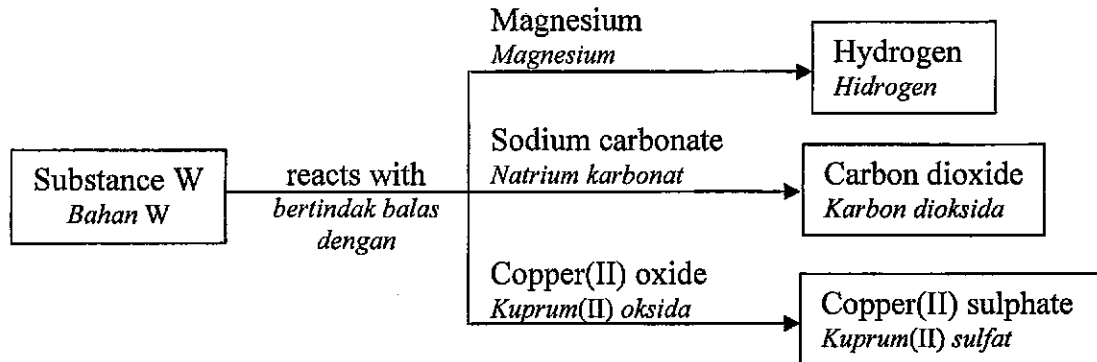 Magnesium
Magnesium
Hydrogen
Hidrogen
Substance W
Bahan W
reacts with
bertindak balas
dengan
Sodium carbonate
Natrium karbonat
Carbon dioxide
Karbon dioksida
Copper(II) oxide
Kuprum(II) oksida
Copper(II) sulphate
Kuprum(II) sulfat